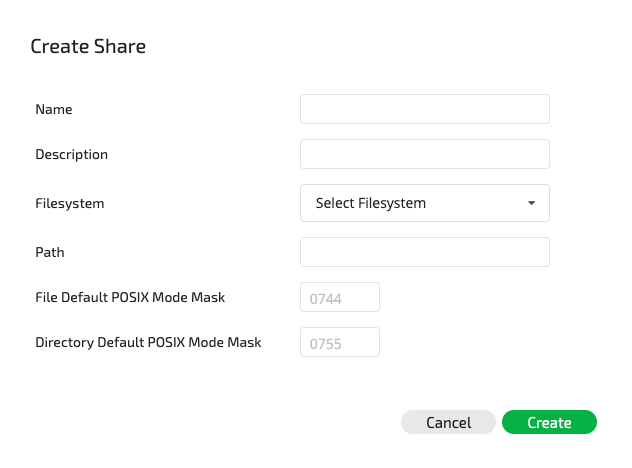 Create Share
Name
Description
Filesystem
Select Filesystem
Path
File Default POSIX Mode Mask
0744
Directory Default POSIX Mode Mask
0755
Cancel
Create